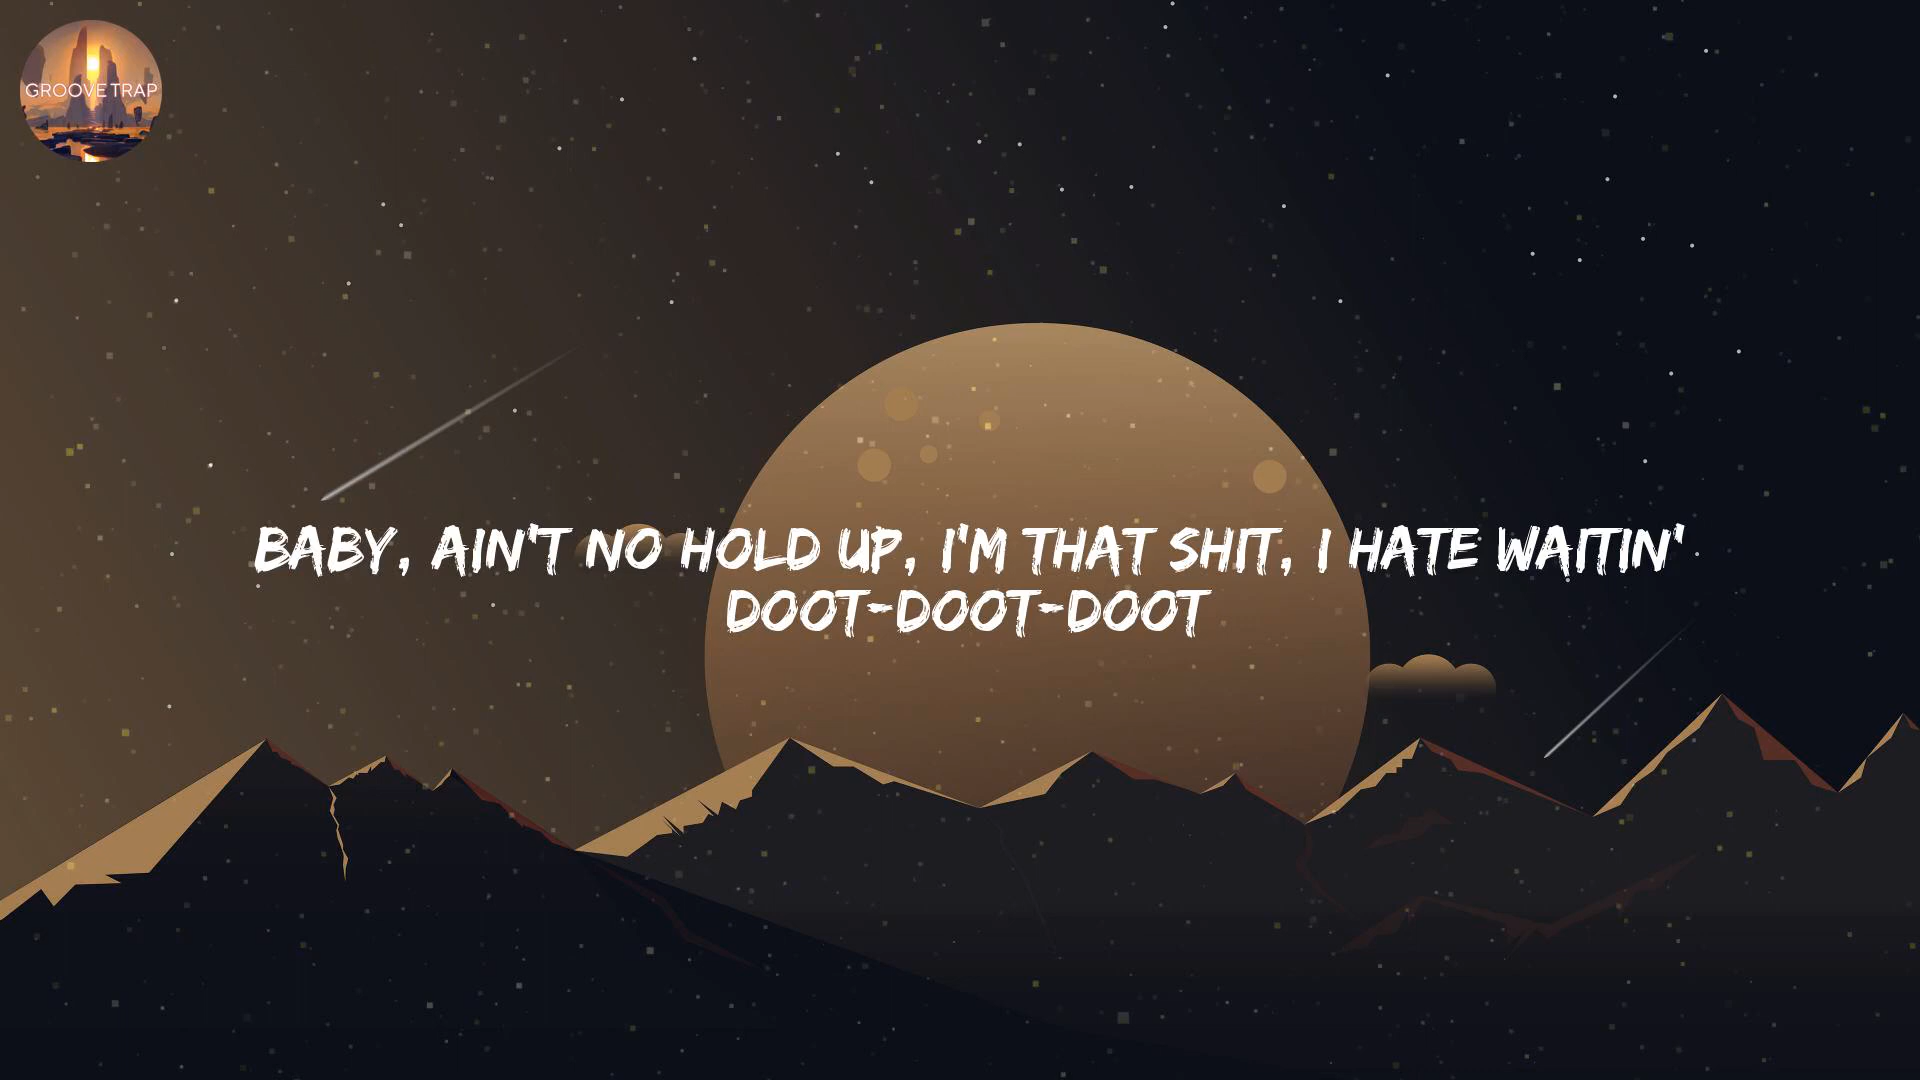 GROOVE TRAP
BABY, AIN'T NO HOLD UP, I'M THAT SHIT, I HATE WAITIN'
DOOT-DOOT-DOOT